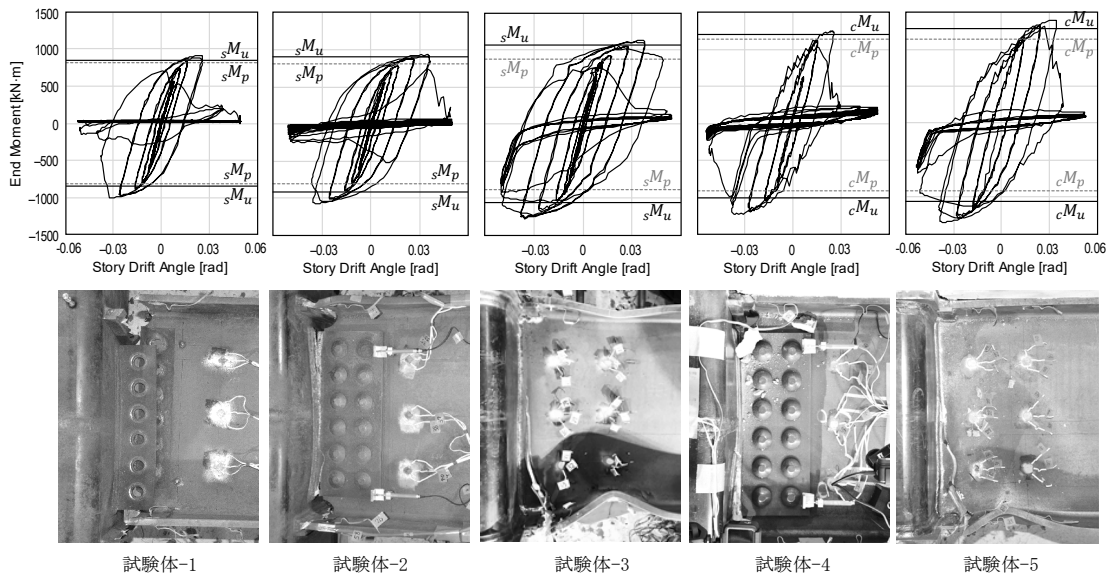 End Moment[kN·m]
1500
1000
500
0
-500
-1000
-1500
sMu
sMp
sMp
sMu
-0.06
-0.03
0
0.03
0.06
Story Drift Angle [rad]
sMu
sMp
sMp
sMu
-0.03
0
0.03
Story Drift Angle [rad]
sMu
sMp
sMp
sMu
-0.03
0
0.03
Story Drift Angle [rad]
cMu
cMp
cMp
cMu
-0.03
0
0.03
Story Drift Angle [rad]
cMu
cMp
cMp
cMu
-0.03
0
0.03
0.06
Story Drift Angle [rad]
試験体-1
試験体-2
試験体-3
試験体-4
試験体-5